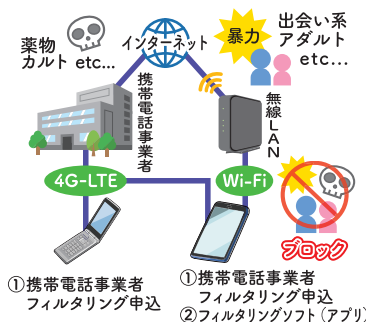 薬物
カルト etc...
インターネット
暴力
出会い系
アダルト
etc...
携帯電話事業者
無線LAN
4G-LTE
Wi-Fi
ブロック
①携帯電話事業者
フィルタリング申込
①携帯電話事業者
フィルタリング申込
②フィルタリングソフト(アプリ)